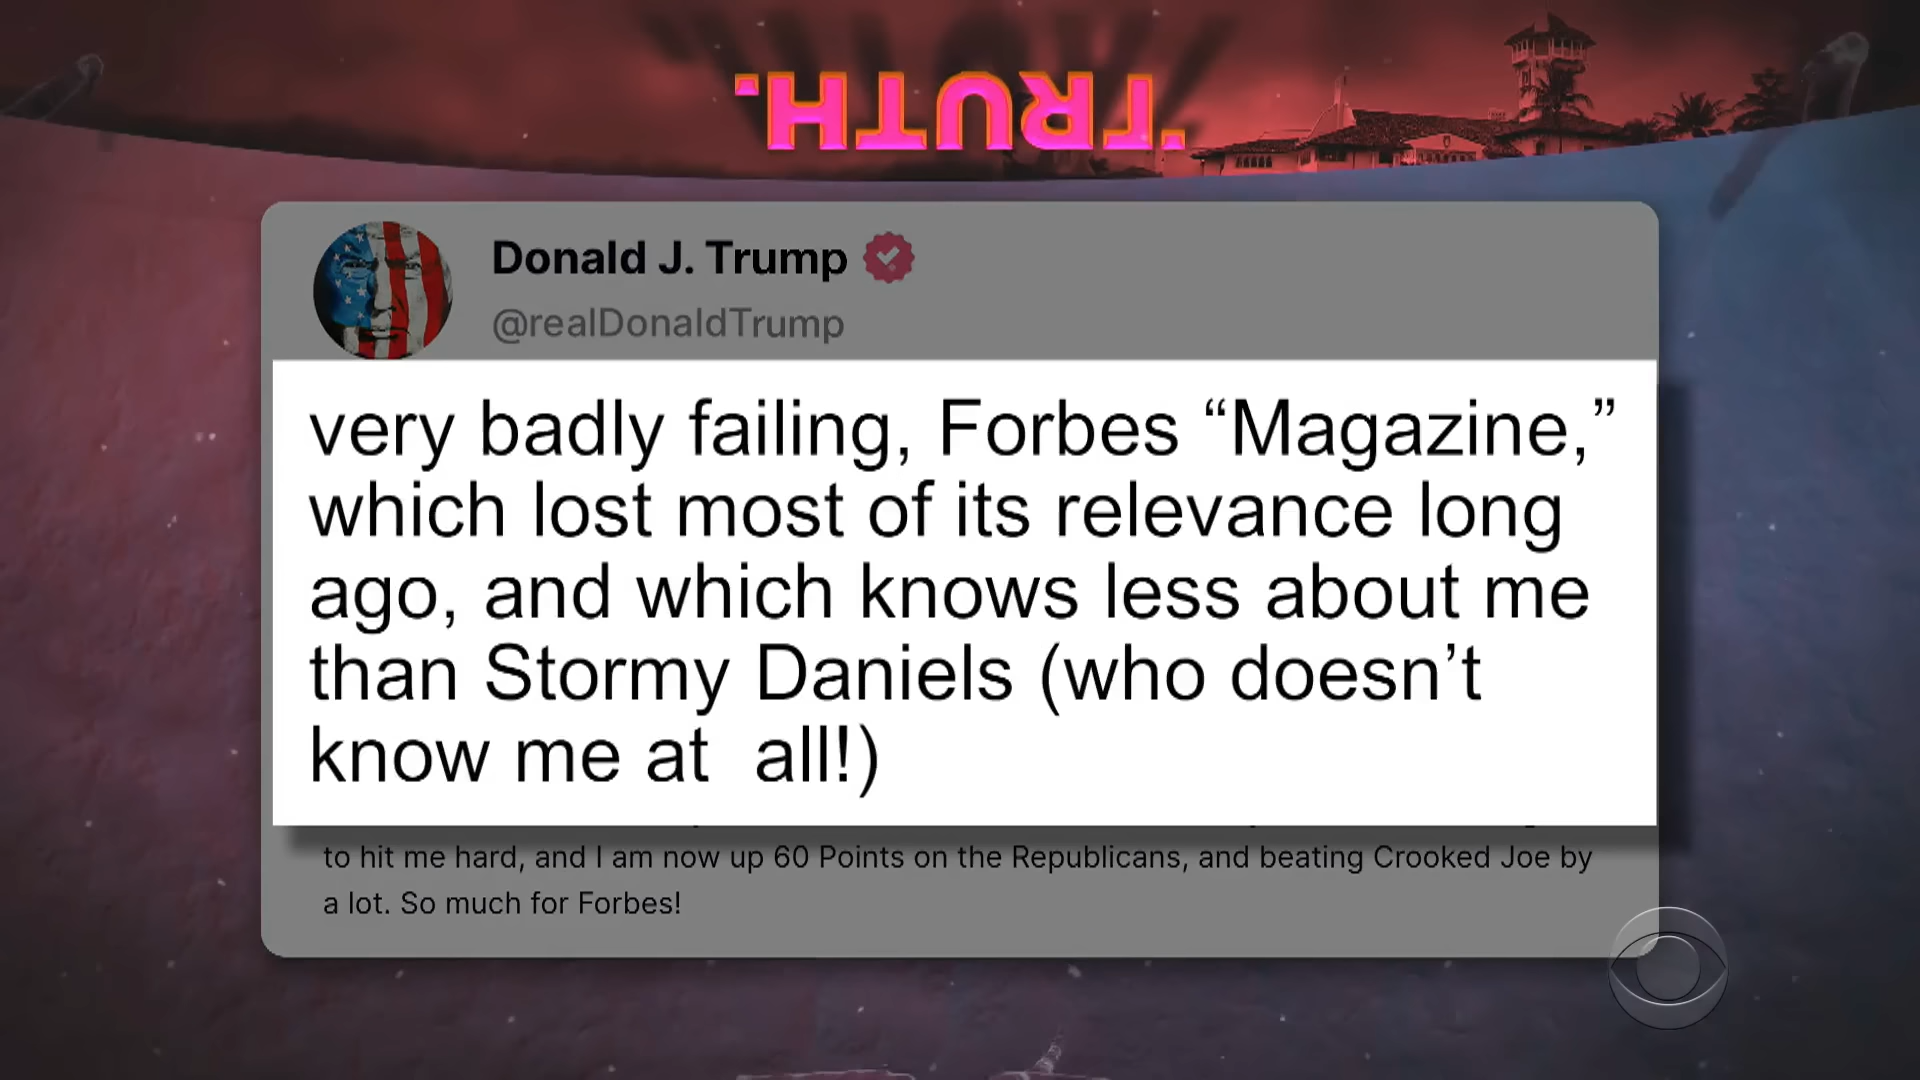 TRUTH.
Donald J. Trump
@realDonaldTrump
very badly failing, Forbes “Magazine,”
which lost most of its relevance long
ago, and which knows less about me
than Stormy Daniels (who doesn’t
know me at  all!)
to hit me hard, and I am now up 60 Points on the Republicans, and beating Crooked Joe by
a lot. So much for Forbes!